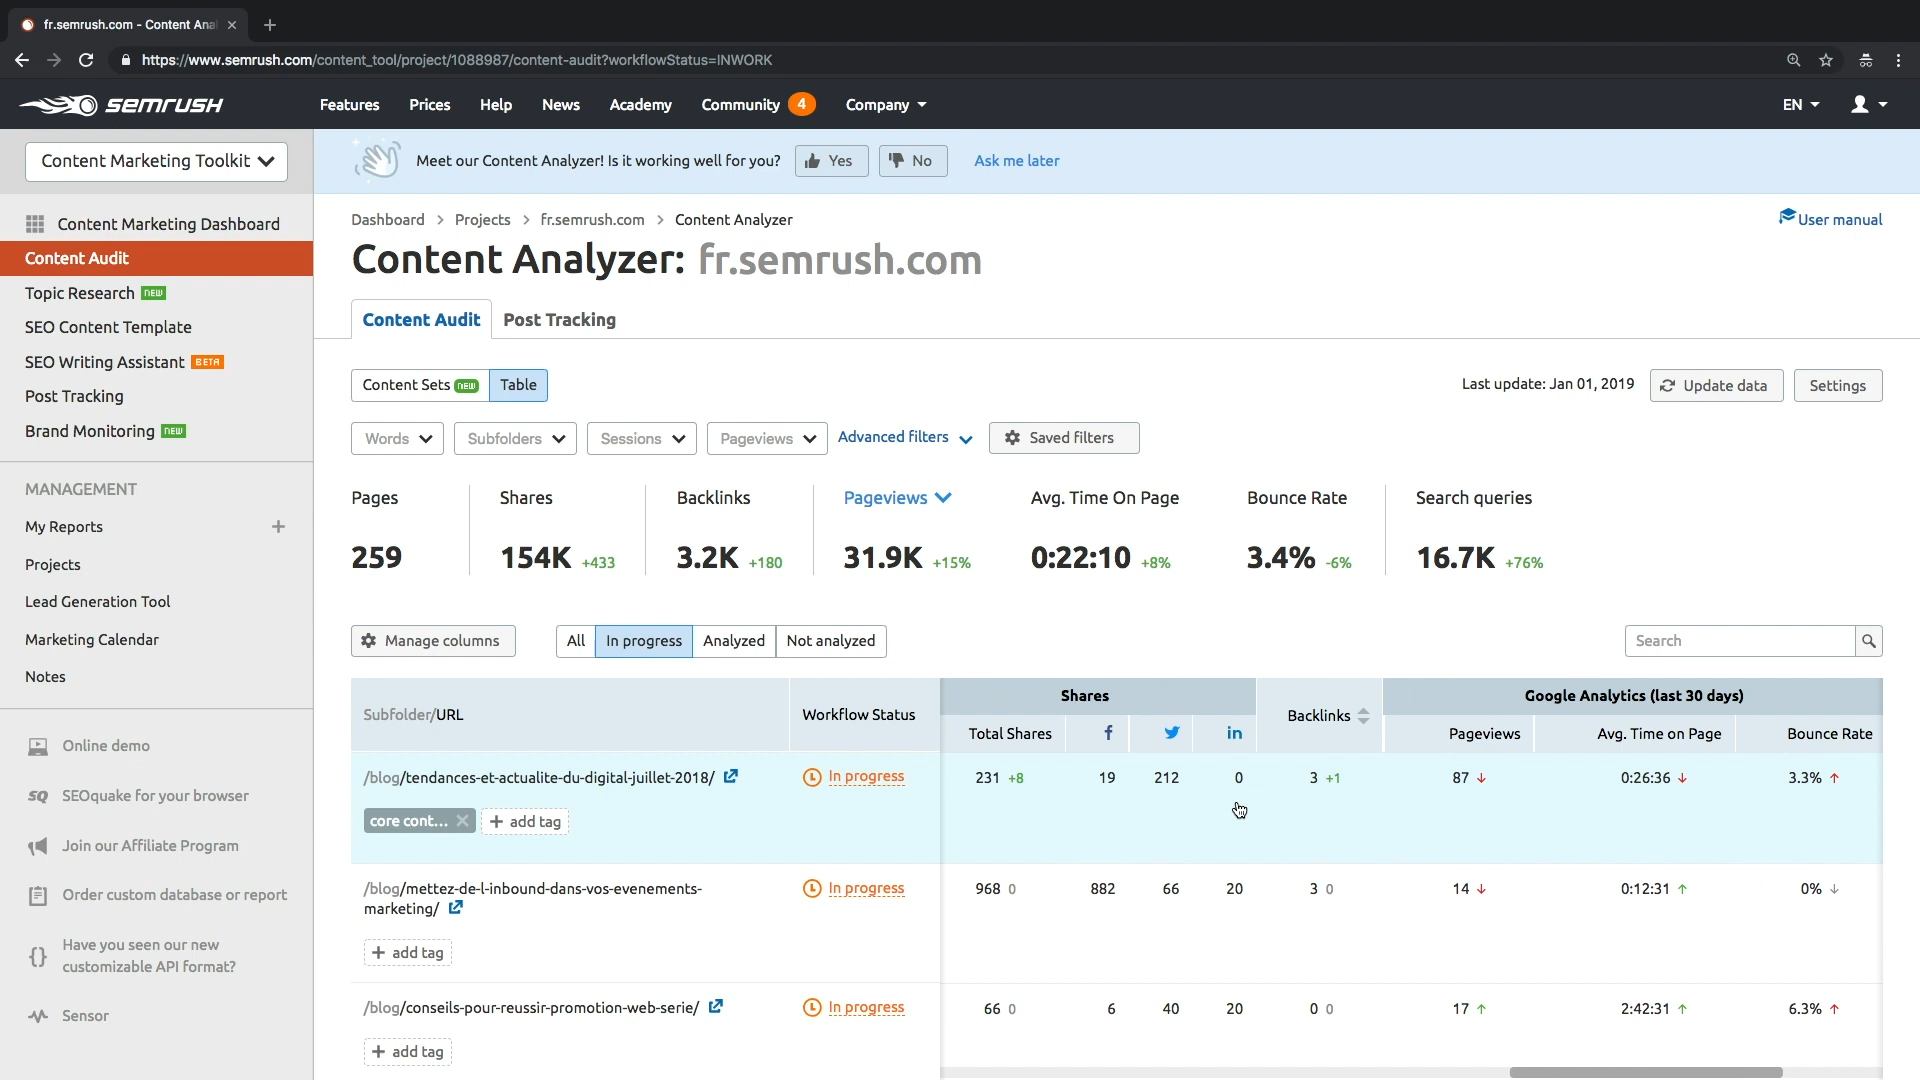 fr.semrush.com - Content Ana
https://www.semrush.com/content_tool/project/1088987/content-audit?workflowStatus=INWORK
semrush
Features Prices Help News Academy Community 4 Company EN
Content Marketing Toolkit
Meet our Content Analyzer! Is it working well for you? Yes No Ask me later
Content Marketing Dashboard
Content Audit
Topic Research new
SEO Content Template
SEO Writing Assistant BETA
Post Tracking
Brand Monitoring new
MANAGEMENT
My Reports +
Projects
Lead Generation Tool
Marketing Calendar
Notes
Online demo
SQ SEOquake for your browser
Join our Affiliate Program
Order custom database or report
{} Have you seen our new
customizable API format?
Sensor
Dashboard > Projects > fr.semrush.com > Content Analyzer
User manual
Content Analyzer: fr.semrush.com
Content Audit Post Tracking
Content Sets new Table
Last update: Jan 01, 2019 Update data Settings
Words Subfolders Sessions Pageviews Advanced filters Saved filters
Pages Shares Backlinks Pageviews Avg. Time On Page Bounce Rate Search queries
259 154K +433 3.2K +180 31.9K +15% 0:22:10 +8% 3.4% -6% 16.7K +76%
Manage columns All In progress Analyzed Not analyzed Search
Shares Google Analytics (last 30 days)
Subfolder/URL Workflow Status Backlinks
Total Shares f in Pageviews Avg. Time on Page Bounce Rate
/blog/tendances-et-actualite-du-digital-juillet-2018/ In progress 231 +8 19 212 0 3 +1 87 ↓ 0:26:36 ↓ 3.3% ↑
core cont... × + add tag
/blog/mettez-de-l-inbound-dans-vos-evenements- In progress 968 0 882 66 20 3 0 14 ↓ 0:12:31 ↑ 0% ↓
marketing/
+ add tag
/blog/conseils-pour-reussir-promotion-web-serie/ In progress 66 0 6 40 20 0 0 17 ↑ 2:42:31 ↑ 6.3% ↑
+ add tag